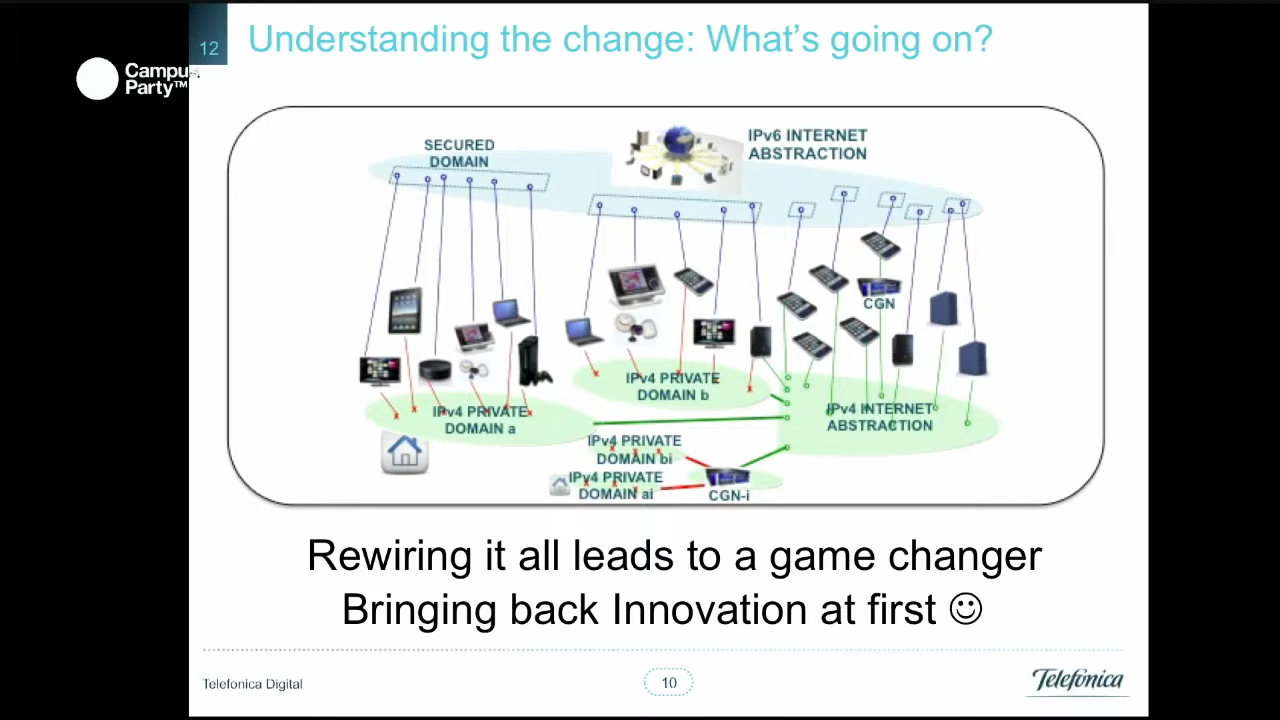 12
Understanding the change: What's going on?
Campus
Party™
SECURED
DOMAIN
IPv6 INTERNET
ABSTRACTION
CGN
IPv4 PRIVATE
DOMAIN b
IPv4 PRIVATE
DOMAIN a
IPv4 INTERNET
ABSTRACTION
IPv4 PRIVATE
DOMAIN bi
IPv4 PRIVATE
DOMAIN ai
CGN-i
Rewiring it all leads to a game changer
Bringing back Innovation at first ☺
Telefonica Digital
10
Telefónica